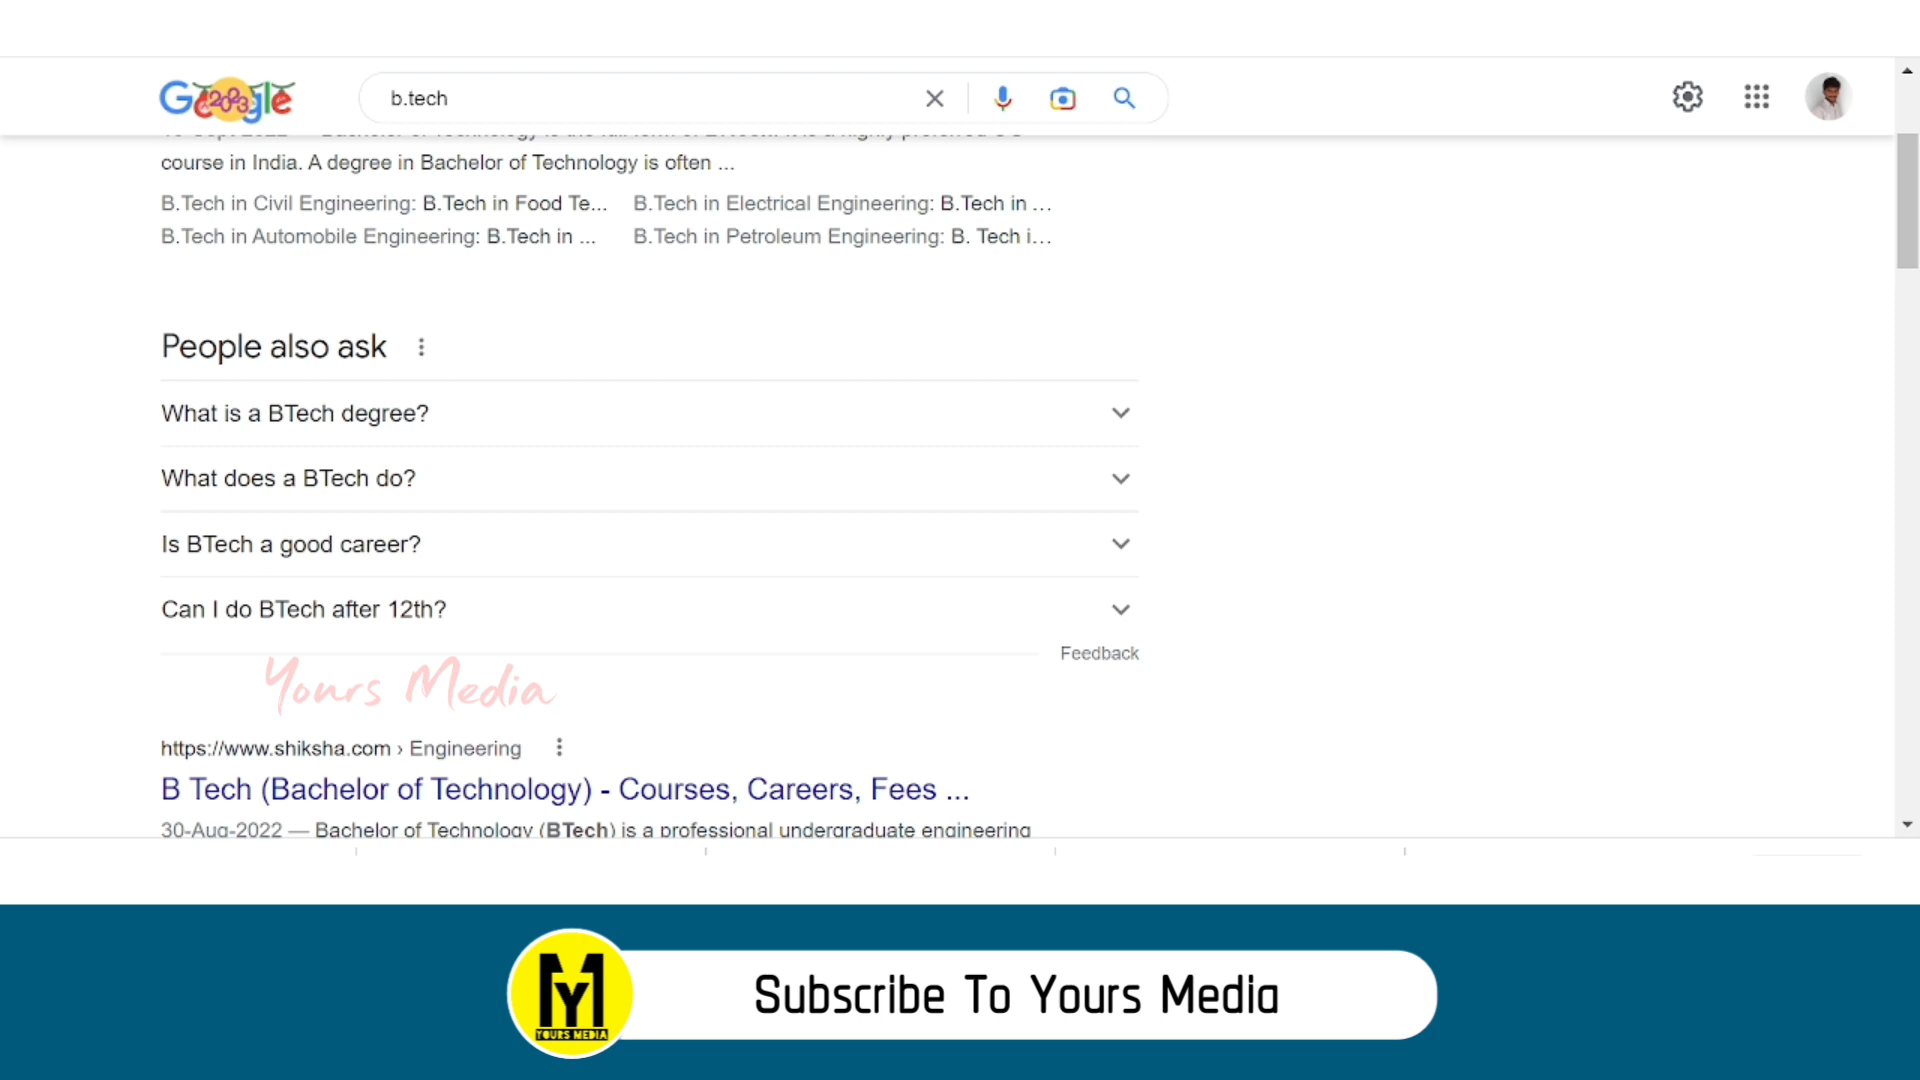 Google
2023
b.tech
course in India. A degree in Bachelor of Technology is often ...
B.Tech in Civil Engineering: B.Tech in Food Te... B.Tech in Electrical Engineering: B.Tech in ...
B.Tech in Automobile Engineering: B.Tech in ... B.Tech in Petroleum Engineering: B. Tech i...
People also ask
What is a BTech degree?
What does a BTech do?
Is BTech a good career?
Can I do BTech after 12th?
Feedback
Yours Media
https://www.shiksha.com › Engineering
B Tech (Bachelor of Technology) - Courses, Careers, Fees ...
30-Aug-2022 — Bachelor of Technology (BTech) is a professional undergraduate engineering
MY
YOURS MEDIA
Subscribe To Yours Media